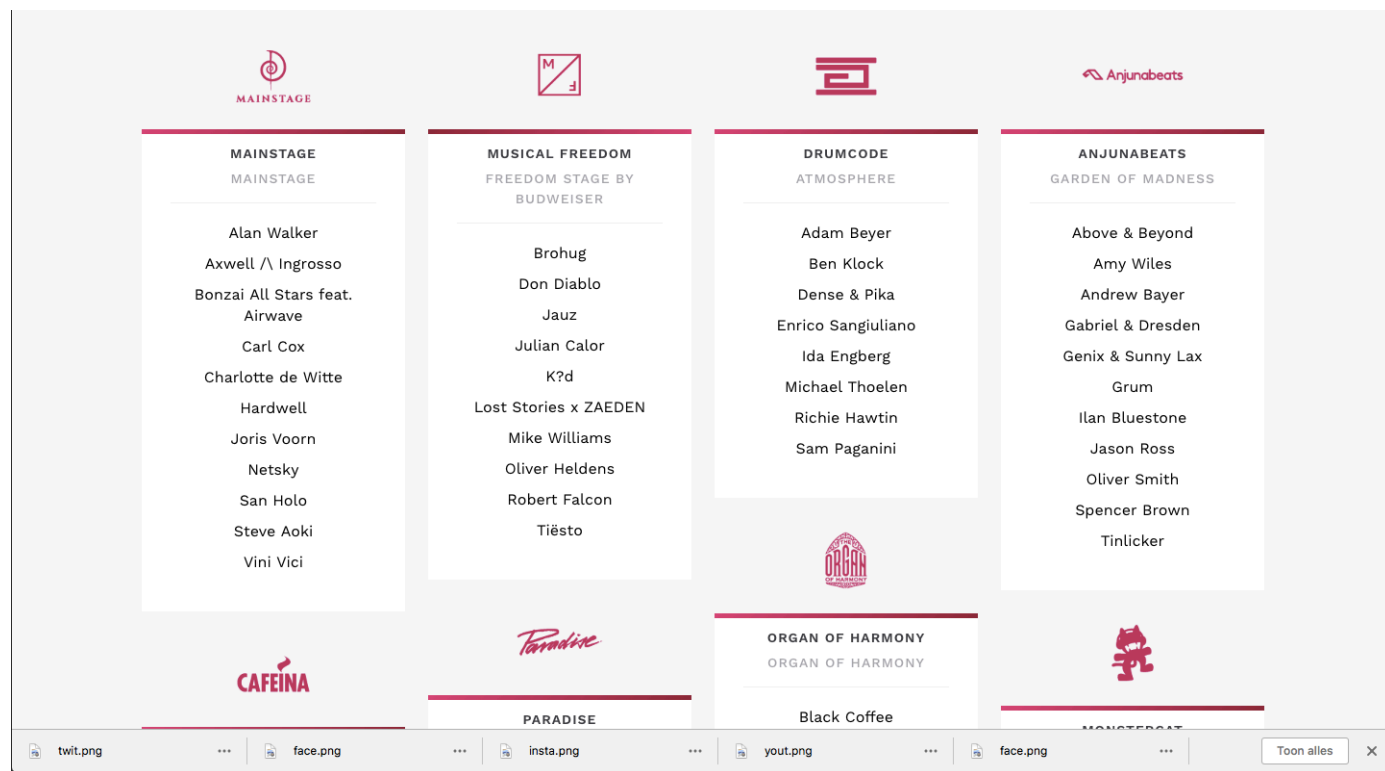 MAINSTAGE
MAINSTAGE
MAINSTAGE
Alan Walker
Axwell /\ Ingrosso
Bonzai All Stars feat.
Airwave
Carl Cox
Charlotte de Witte
Hardwell
Joris Voorn
Netsky
San Holo
Steve Aoki
Vini Vici
CAFEÍNA
M
F
MUSICAL FREEDOM
FREEDOM STAGE BY
BUDWEISER
Brohug
Don Diablo
Jauz
Julian Calor
K?d
Lost Stories x ZAEDEN
Mike Williams
Oliver Heldens
Robert Falcon
Tiësto
Paradise
PARADISE
DRUMCODE
ATMOSPHERE
Adam Beyer
Ben Klock
Dense & Pika
Enrico Sangiuliano
Ida Engberg
Michael Thoelen
Richie Hawtin
Sam Paganini
THE
ORGAN
OF HARMONY
ORGAN OF HARMONY
ORGAN OF HARMONY
Black Coffee
Anjunabeats
ANJUNABEATS
GARDEN OF MADNESS
Above & Beyond
Amy Wiles
Andrew Bayer
Gabriel & Dresden
Genix & Sunny Lax
Grum
Ilan Bluestone
Jason Ross
Oliver Smith
Spencer Brown
Tinlicker
MONSTERCAT
twit.png
face.png
insta.png
yout.png
face.png
Toon alles